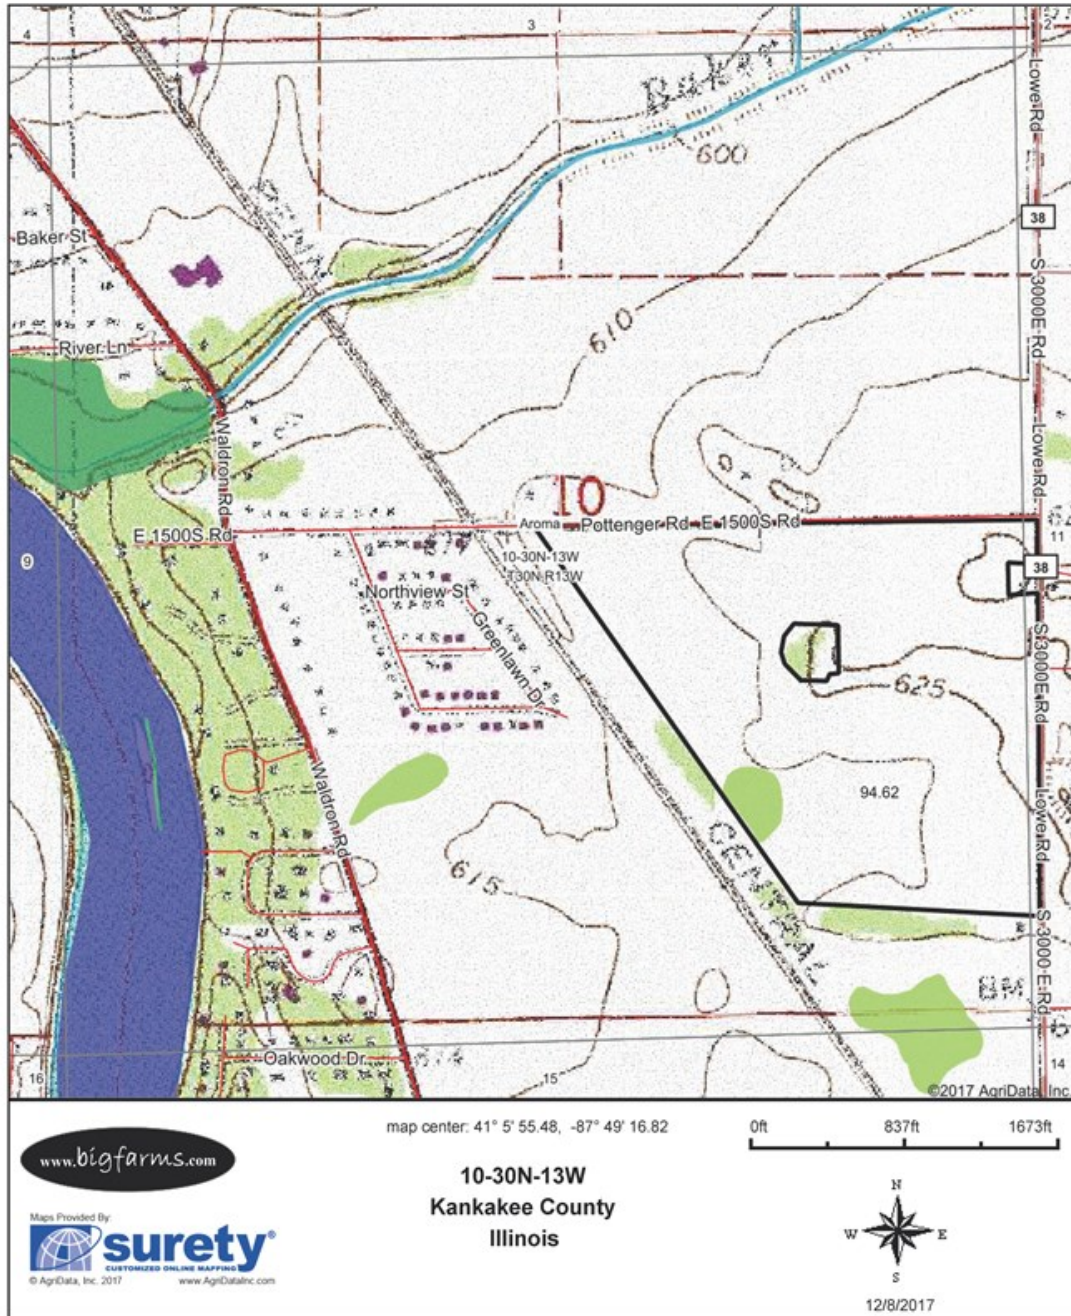 4
3
2
Lowe Rd
Baker
600
38
S 3000E Rd
Baker St
610
River Ln
Waldron Rd
Lowe Rd
10
E 1500S Rd
Aroma
Pottenger Rd E 1500S Rd
11
9
10-30N-13W
T30N R13W
38
Northview St
Greenlawn Dr
S 3000E Rd
625
Waldron Rd
94.62
Lowe Rd
CENTRAL
615
S 3000 E Rd
BM
Oakwood Dr
16
15
14
©2017 AgriData, Inc.
map center: 41° 5' 55.48, -87° 49' 16.82
0ft 837ft 1673ft
www.bigfarms.com
10-30N-13W
Kankakee County
Illinois
N
W E
S
Maps Provided By:
surety®
CUSTOMIZED ONLINE MAPPING
© AgriData, Inc. 2017 www.AgriDataInc.com
12/8/2017